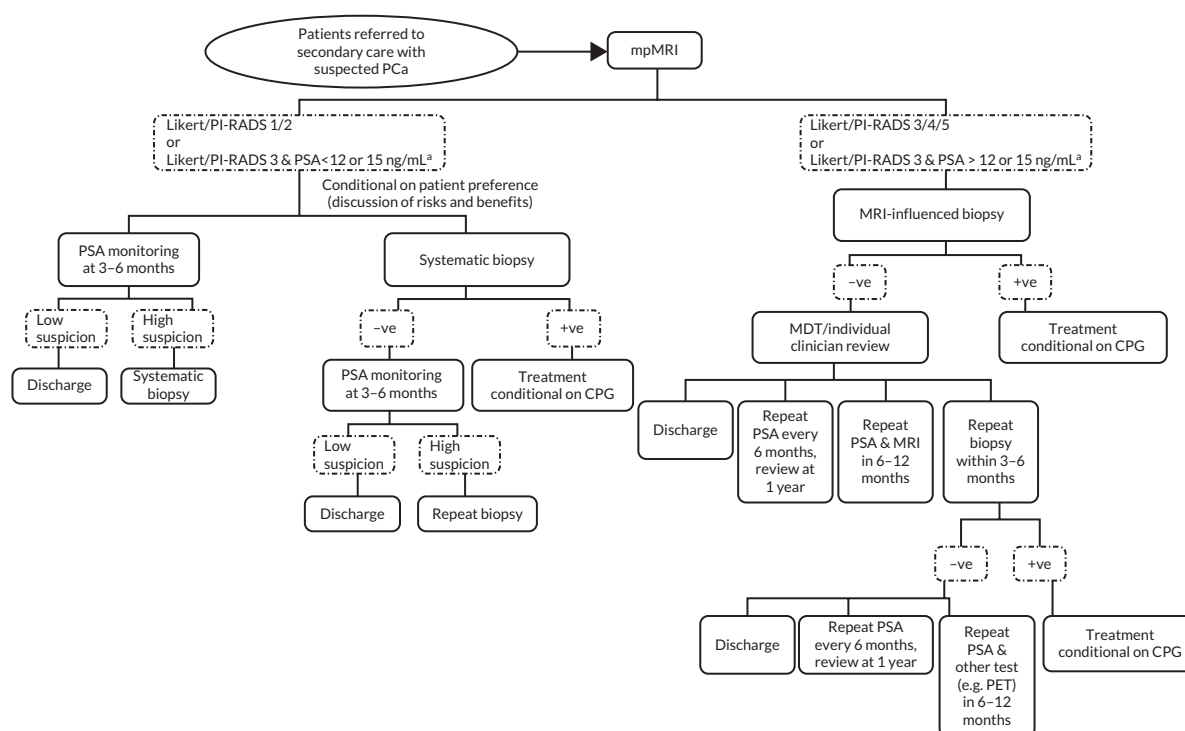 Patients referred to
secondary care with
suspected PCa
mpMRI
Likert/PI-RADS 1/2
or
Likert/PI-RADS 3 & PSA<12 or 15 ng/mLᵃ
Likert/PI-RADS 3/4/5
or
Likert/PI-RADS 3 & PSA > 12 or 15 ng/mLᵃ
Conditional on patient preference
(discussion of risks and benefits)
MRI-influenced biopsy
PSA monitoring
at 3–6 months
Systematic biopsy
–ve
+ve
Low
suspicion
High
suspicion
–ve
+ve
MDT/individual
clinician review
Treatment
conditional on CPG
Discharge
Systematic
biopsy
PSA monitoring
at 3–6 months
Treatment
conditional on CPG
Discharge
Repeat
PSA every
6 months,
review at
1 year
Repeat
PSA & MRI
in 6–12
months
Repeat
biopsy
within 3–6
months
Low
suspicion
High
suspicion
Discharge
Repeat biopsy
–ve
+ve
Discharge
Repeat PSA
every 6 months,
review at 1 year
Repeat
PSA &
other test
(e.g. PET)
in 6–12
months
Treatment
conditional on CPG